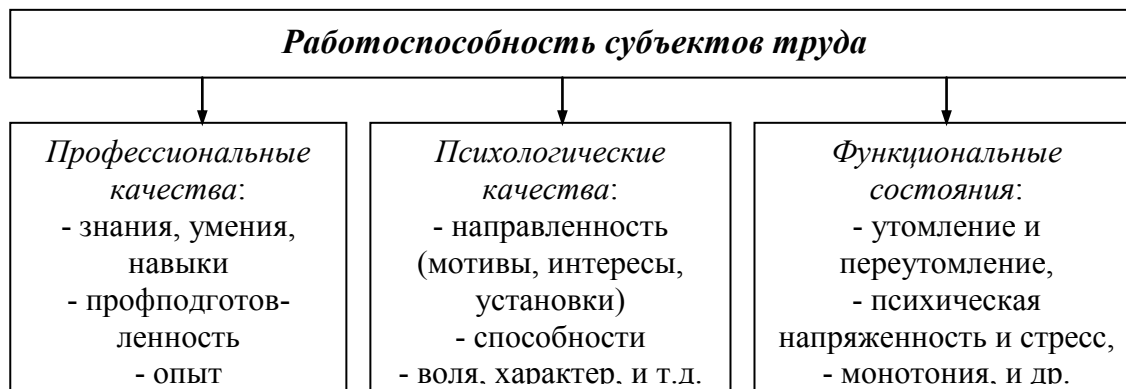 Работоспособность субъектов труда
Профессиональные
качества:
- знания, умения,
навыки
- профподготов-
ленность
- опыт
Психологические
качества:
- направленность
(мотивы, интересы,
установки)
- способности
- воля, характер, и т.д.
Функциональные
состояния:
- утомление и
переутомление,
- психическая
напряженность и стресс,
- монотония, и др.